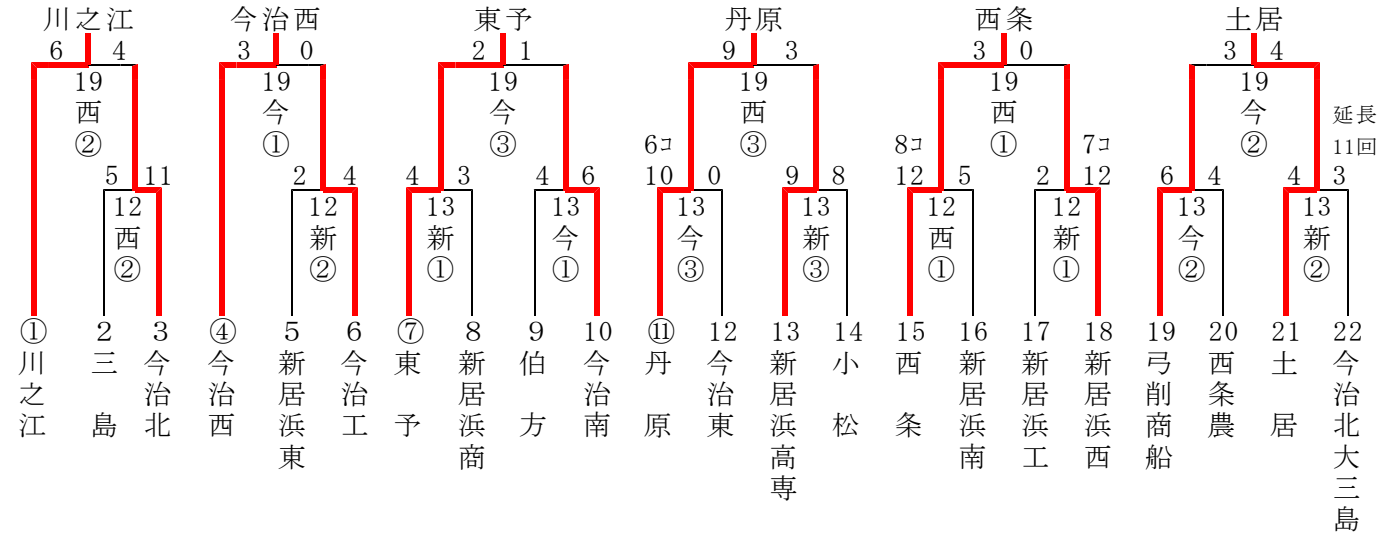 川之江 今治西 東予 丹原 西条 土居
6 4 3 0 2 1 9 3 3 0 3 4
19 19 19 19 19 19
西 今 今 西 西 今
② ① ③ ③ ① ②
延長
11回
6コ 8コ 7コ
5 11 2 4 4 3 4 6 10 0 9 8 12 5 2 12 6 4 4 3
12 12 13 13 13 13 12 12 13 13
西 新 新 今 今 新 西 新 今 新
② ② ① ① ③ ③ ① ① ② ②
① 2 3 ④ 5 6 ⑦ 8 9 10 ⑪ 12 13 14 15 16 17 18 19 20 21 22
川之江
三島
今治北
今治西
新居浜東
今治工
東予
新居浜商
伯方
今治南
丹原
今治東
新居浜高専
小松
西条
新居浜南
新居浜工
新居浜西
弓削商船
西条農
土居
今治北大三島